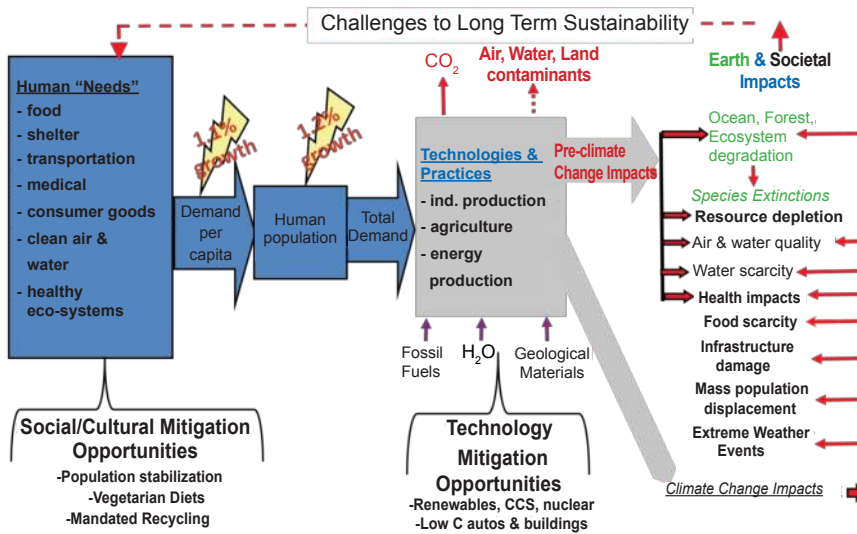 Challenges to Long Term Sustainability
Human “Needs”
- food
- shelter
- transportation
- medical
- consumer goods
- clean air &
water
- healthy
eco-systems
1.1%
growth
Demand
per
capita
1.2%
growth
Human
population
Total
Demand
CO2
Air, Water, Land
contaminants
Technologies &
Practices
- ind. production
- agriculture
- energy
production
Pre-climate
Change Impacts
Fossil
Fuels
H2O
Geological
Materials
Earth & Societal
Impacts
Ocean, Forest,
Ecosystem
degradation
Species Extinctions
Resource depletion
Air & water quality
Water scarcity
Health impacts
Food scarcity
Infrastructure
damage
Mass population
displacement
Extreme Weather
Events
Climate Change Impacts
Social/Cultural Mitigation
Opportunities
-Population stabilization
-Vegetarian Diets
-Mandated Recycling
Technology
Mitigation
Opportunities
-Renewables, CCS, nuclear
-Low C autos & buildings